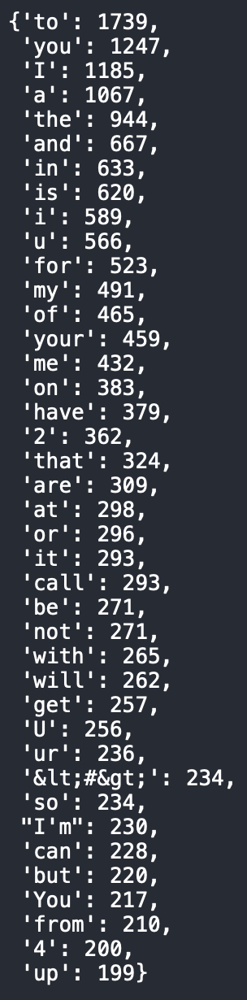 {'to': 1739,
'you': 1247,
'I': 1185,
'a': 1067,
'the': 944,
'and': 667,
'in': 633,
'is': 620,
'i': 589,
'u': 566,
'for': 523,
'my': 491,
'of': 465,
'your': 459,
'me': 432,
'on': 383,
'have': 379,
'2': 362,
'that': 324,
'are': 309,
'at': 298,
'or': 296,
'it': 293,
'call': 293,
'be': 271,
'not': 271,
'with': 265,
'will': 262,
'get': 257,
'U': 256,
'ur': 236,
'&lt;#&gt;': 234,
'so': 234,
"I'm": 230,
'can': 228,
'but': 220,
'You': 217,
'from': 210,
'4': 200,
'up': 199}